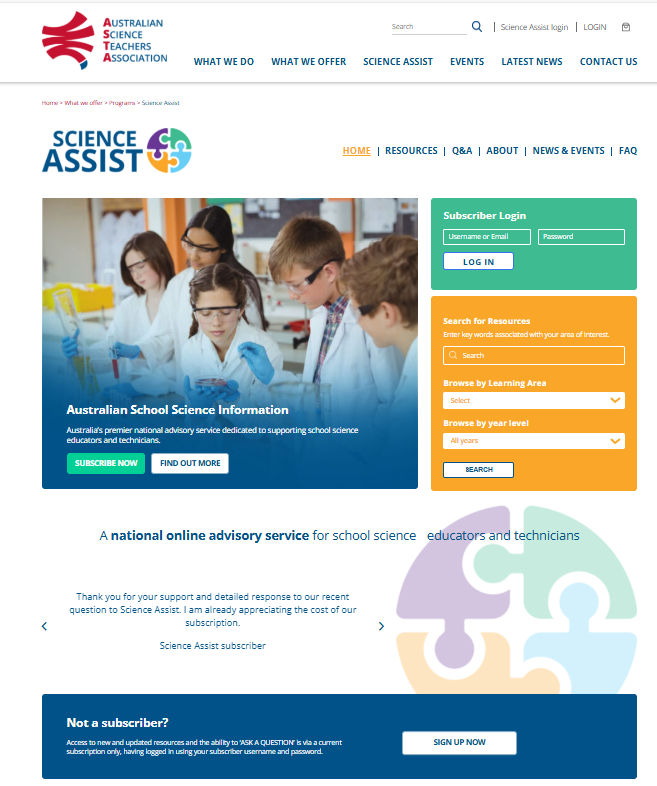 AUSTRALIAN
SCIENCE
TEACHERS
ASSOCIATION
Search
Science Assist login | LOGIN
WHAT WE DO WHAT WE OFFER SCIENCE ASSIST EVENTS LATEST NEWS CONTACT US
Home > What we offer > Programs > Science Assist
SCIENCE
ASSIST
HOME | RESOURCES | Q&A | ABOUT | NEWS & EVENTS | FAQ
Australian School Science Information
Australia's premier national advisory service dedicated to supporting school science
educators and technicians.
SUBSCRIBE NOW FIND OUT MORE
Subscriber Login
Username or Email Password
LOG IN
Search for Resources
Enter key words associated with your area of interest.
Search
Browse by Learning Area
Select
Browse by year level
All years
SEARCH
A national online advisory service for school science educators and technicians
Thank you for your support and detailed response to our recent
question to Science Assist. I am already appreciating the cost of our
subscription.
Science Assist subscriber
Not a subscriber?
Access to new and updated resources and the ability to 'ASK A QUESTION' is via a current
subscription only, having logged in using your subscriber username and password.
SIGN UP NOW